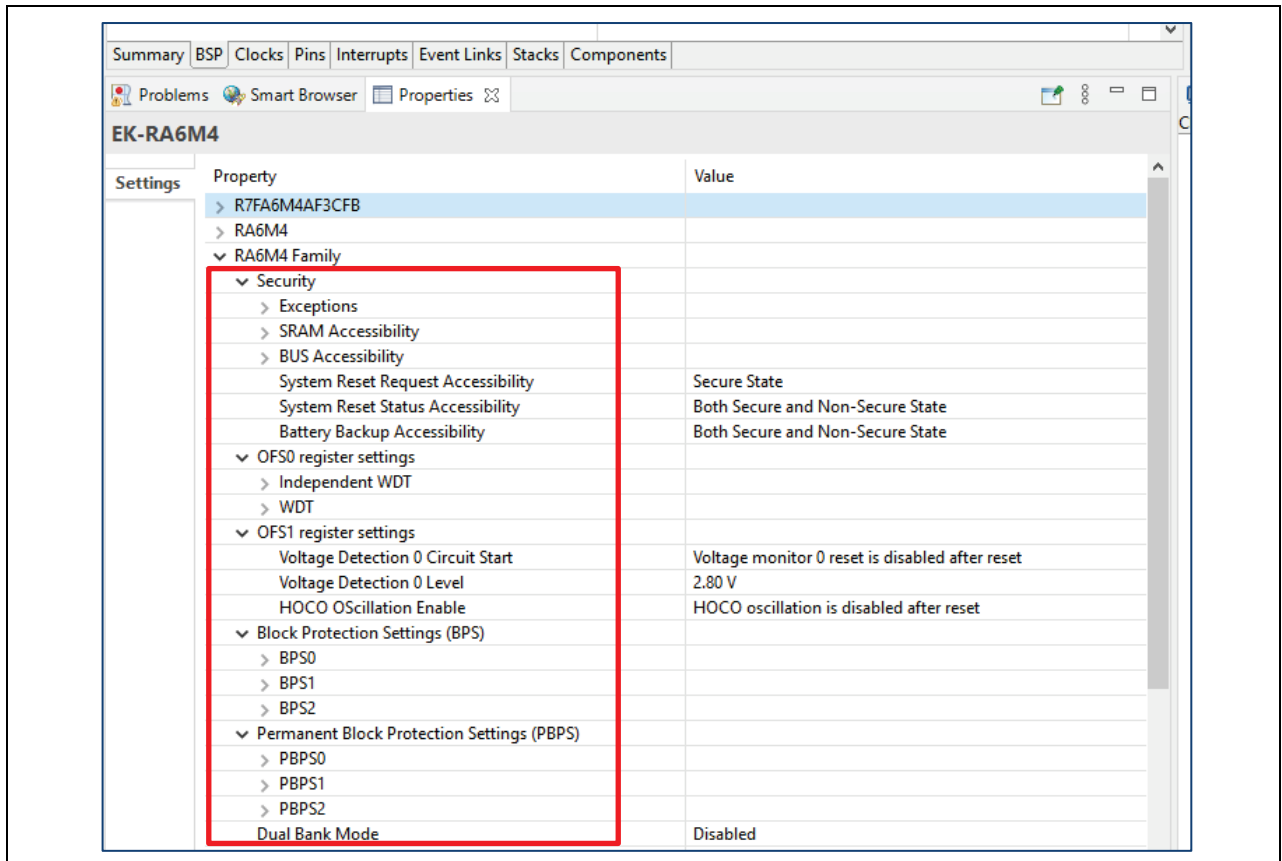 Summary BSP Clocks Pins Interrupts Event Links Stacks Components
Problems Smart Browser Properties
EK-RA6M4
C
Settings Property Value
R7FA6M4AF3CFB
RA6M4
RA6M4 Family
Security
Exceptions
SRAM Accessibility
BUS Accessibility
System Reset Request Accessibility Secure State
System Reset Status Accessibility Both Secure and Non-Secure State
Battery Backup Accessibility Both Secure and Non-Secure State
OFS0 register settings
Independent WDT
WDT
OFS1 register settings
Voltage Detection 0 Circuit Start Voltage monitor 0 reset is disabled after reset
Voltage Detection 0 Level 2.80 V
HOCO OScillation Enable HOCO oscillation is disabled after reset
Block Protection Settings (BPS)
BPS0
BPS1
BPS2
Permanent Block Protection Settings (PBPS)
PBPS0
PBPS1
PBPS2
Dual Bank Mode Disabled